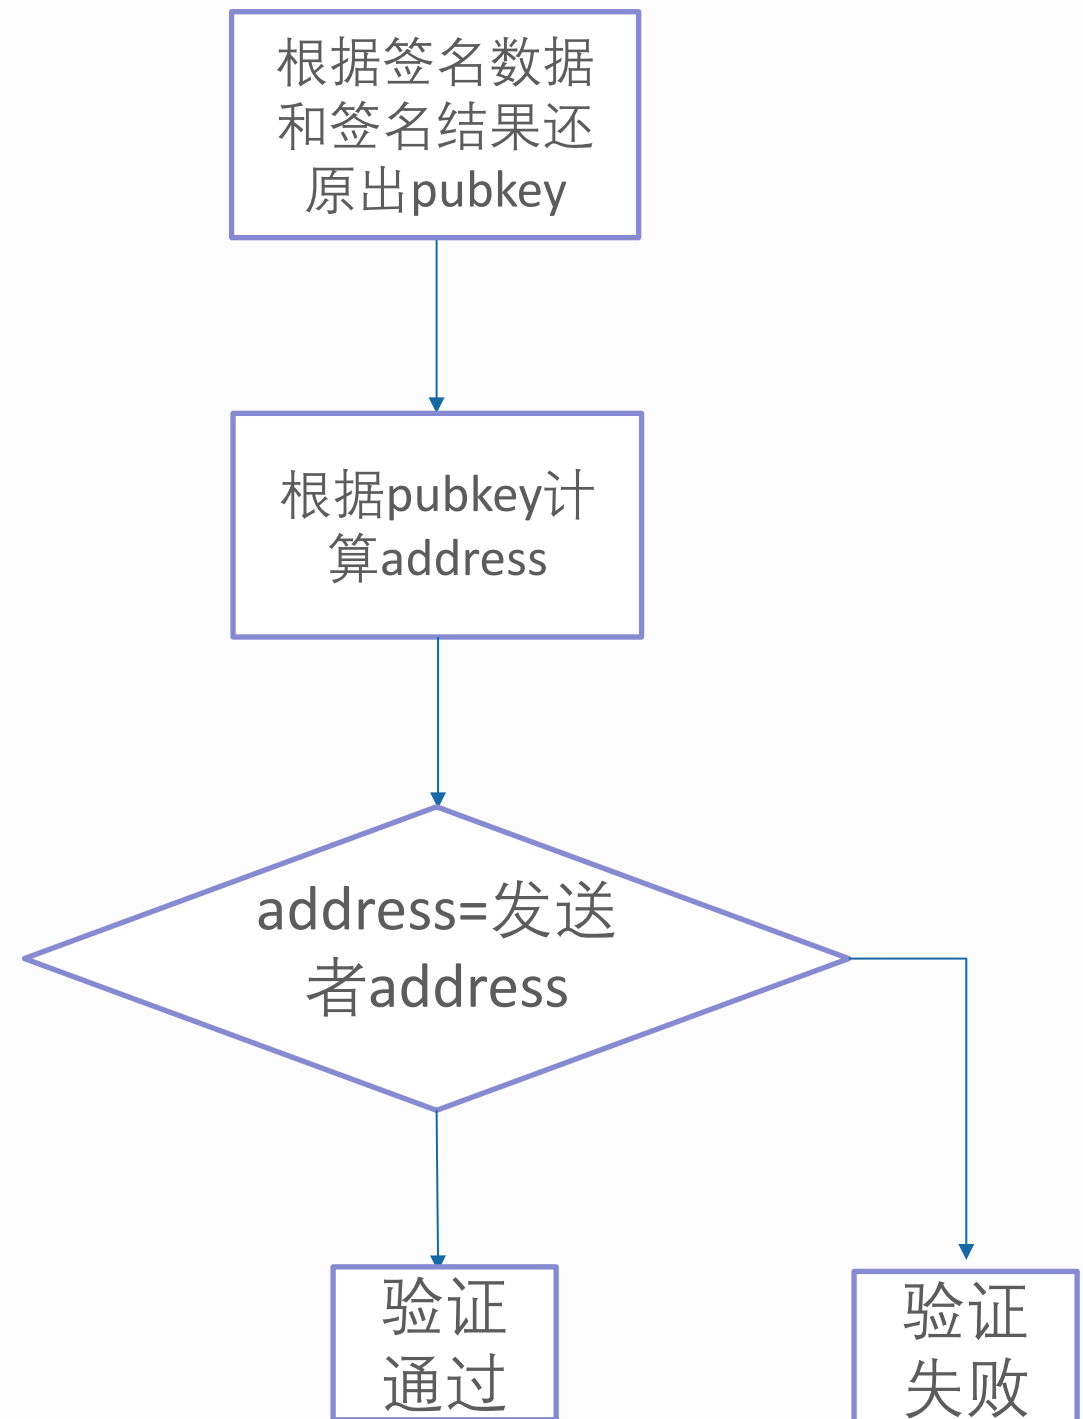 根据签名数据
和签名结果还
原出pubkey
根据pubkey计
算address
address=发送
者address
验证
通过
验证
失败